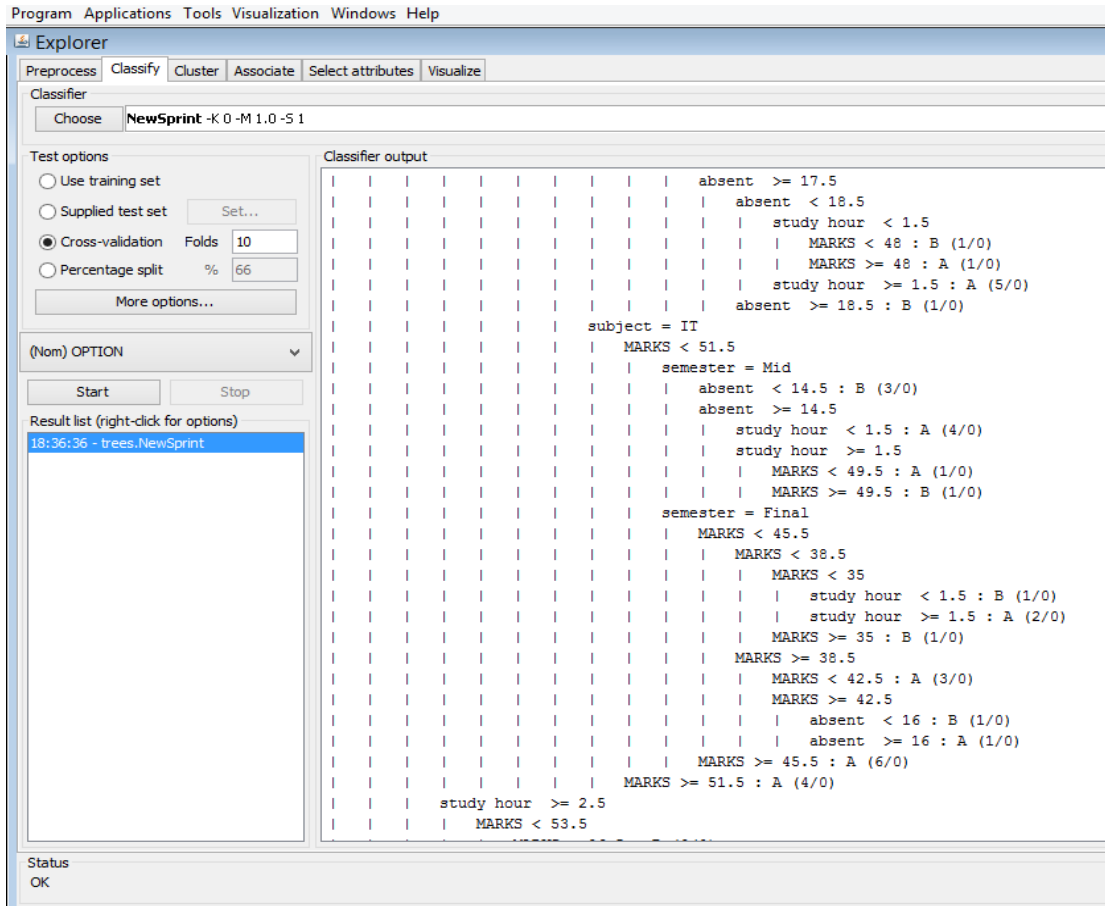 Program Applications Tools Visualization Windows Help
Explorer
Preprocess Classify Cluster Associate Select attributes Visualize
Classifier
Choose NewSprint -K 0 -M 1.0 -S 1
Test options
Use training set
Supplied test set Set...
Cross-validation Folds 10
Percentage split % 66
More options...
(Nom) OPTION
Start Stop
Result list (right-click for options)
18:36:36 - trees.NewSprint
Classifier output
| | | | | | | | | | absent >= 17.5
| | | | | | | | | | | absent < 18.5
| | | | | | | | | | | | study hour < 1.5
| | | | | | | | | | | | | MARKS < 48 : B (1/0)
| | | | | | | | | | | | | MARKS >= 48 : A (1/0)
| | | | | | | | | | | | study hour >= 1.5 : A (5/0)
| | | | | | | | | | | absent >= 18.5 : B (1/0)
| | | | | | | subject = IT
| | | | | | | | MARKS < 51.5
| | | | | | | | | semester = Mid
| | | | | | | | | | absent < 14.5 : B (3/0)
| | | | | | | | | | absent >= 14.5
| | | | | | | | | | | study hour < 1.5 : A (4/0)
| | | | | | | | | | | study hour >= 1.5
| | | | | | | | | | | | MARKS < 49.5 : A (1/0)
| | | | | | | | | | | | MARKS >= 49.5 : B (1/0)
| | | | | | | | | semester = Final
| | | | | | | | | | MARKS < 45.5
| | | | | | | | | | | MARKS < 38.5
| | | | | | | | | | | | MARKS < 35
| | | | | | | | | | | | | study hour < 1.5 : B (1/0)
| | | | | | | | | | | | | study hour >= 1.5 : A (2/0)
| | | | | | | | | | | | MARKS >= 35 : B (1/0)
| | | | | | | | | | | MARKS >= 38.5
| | | | | | | | | | | | MARKS < 42.5 : A (3/0)
| | | | | | | | | | | | MARKS >= 42.5
| | | | | | | | | | | | | absent < 16 : B (1/0)
| | | | | | | | | | | | | absent >= 16 : A (1/0)
| | | | | | | | | | MARKS >= 45.5 : A (6/0)
| | | | | | | | MARKS >= 51.5 : A (4/0)
| | | study hour >= 2.5
| | | | MARKS < 53.5
Status
OK